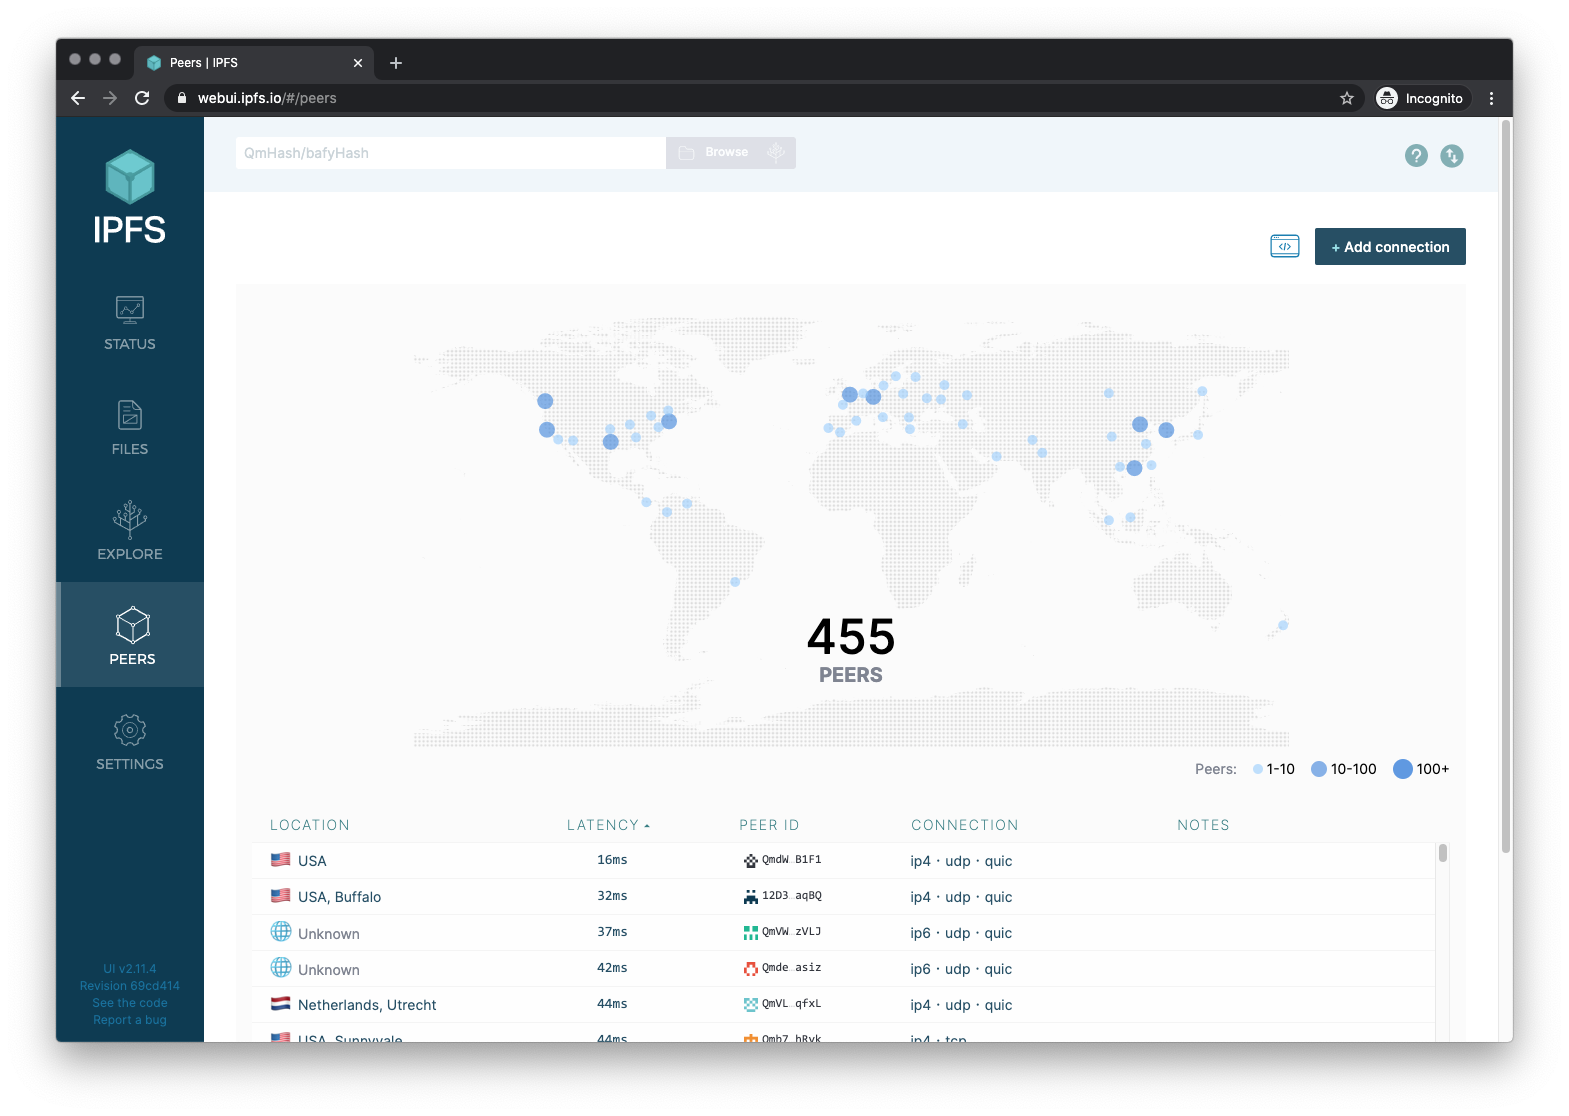 Peers | IPFS
webui.ipfs.io/#/peers
Incognito
QmHash/bafyHash
Browse
?
IPFS
STATUS
FILES
EXPLORE
PEERS
SETTINGS
UI v2.11.4
Revision 69cd414
See the code
Report a bug
</>
+ Add connection
455
PEERS
Peers: 1-10 10-100 100+
LOCATION LATENCY PEER ID CONNECTION NOTES
USA 16ms QmdW…B1F1 ip4・udp・quic
USA, Buffalo 32ms 12D3…aqBQ ip4・udp・quic
Unknown 37ms QmVW…zVLJ ip6・udp・quic
Unknown 42ms Qmde…asiz ip6・udp・quic
Netherlands, Utrecht 44ms QmVL…qfxL ip4・udp・quic
USA, Sunnyvale 44ms ip4・tcp